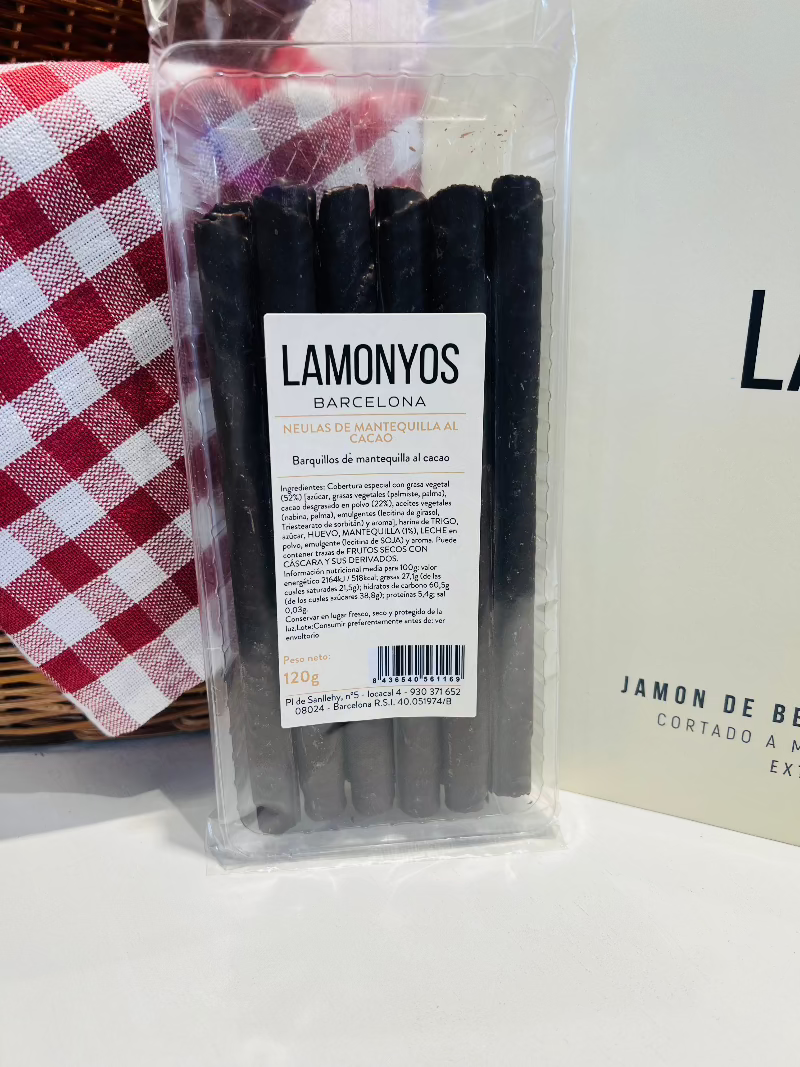 LAMONYOS
BARCELONA
NEULAS DE MANTEQUILLA AL
CACAO
Barquillos de mantequilla al cacao
Ingredientes: Cobertura especial con grasa vegetal
(52%) [azúcar, grasas vegetales (palmiste, palma),
cacao desgrasado en polvo (22%), aceites vegetales
(nabina, palma), emulgentes (lecitina de girasol,
Triestearato de sorbitán) y aroma], harina de TRIGO,
azúcar, HUEVO, MANTEQUILLA (1%), LECHE en
polvo, emulgente (lecitina de SOJA) y aroma. Puede
contener trazas de FRUTOS SECOS CON
CÁSCARA Y SUS DERIVADOS.
Información nutricional media para 100g: valor
energético 2164kJ / 518kcal, grasas 27,1g (de las
cuales saturadas 21,5g); hidratos de carbono 60,5g
(de los cuales azúcares 38,8g); proteínas 5,4g; sal
0,03g.
Conservar en lugar fresco, seco y protegido de la
luz.Lote:Consumir preferentemente antes de: ver
envoltorio
Peso neto:
120g
8 436540 561169
Pl de Sanllehy, nº5 - locacal 4 - 930 371 652
08024 - Barcelona R.S.I. 40.051974/B
LA
JAMON DE BE
CORTADO A M
EXT